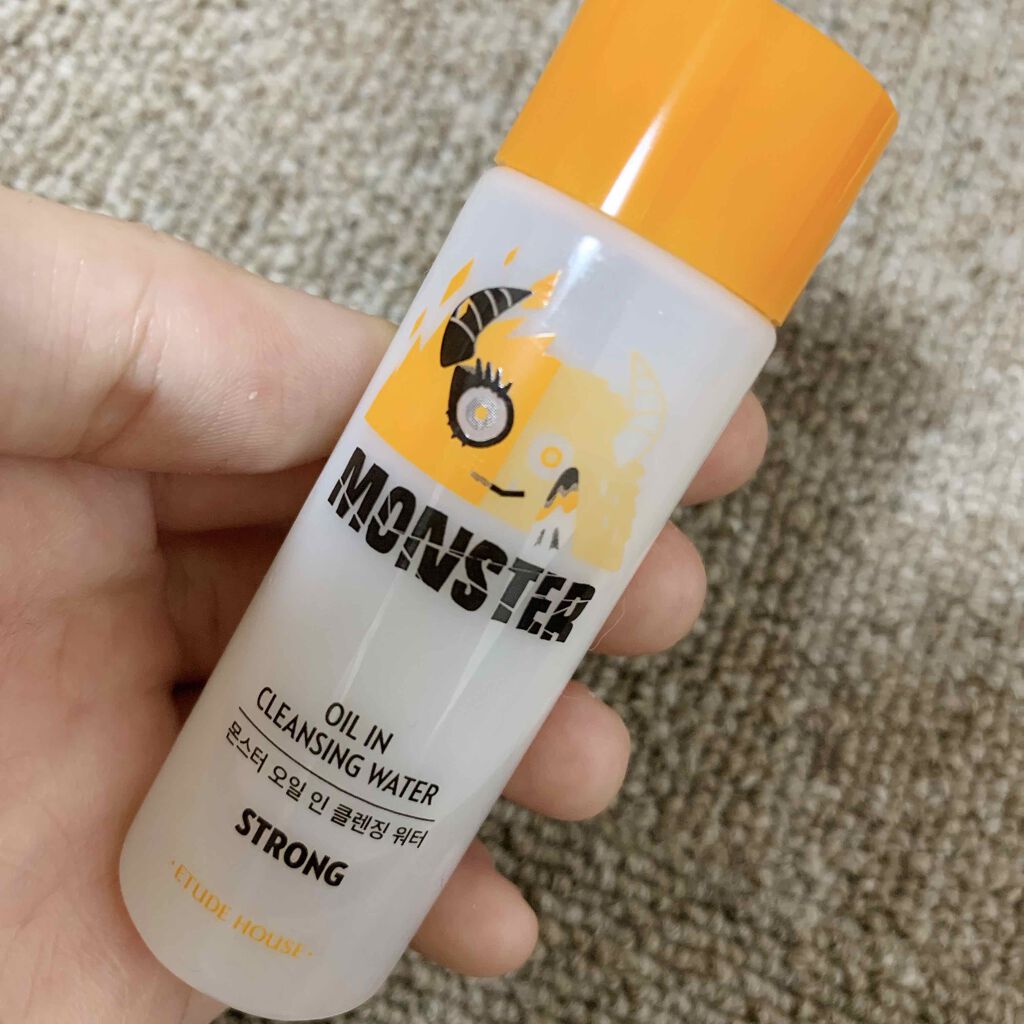 MONSTER
OIL IN
CLEANSING WATER
몬스터 오일 인 클렌징 워터
STRONG
·ETUDE HOUSE·